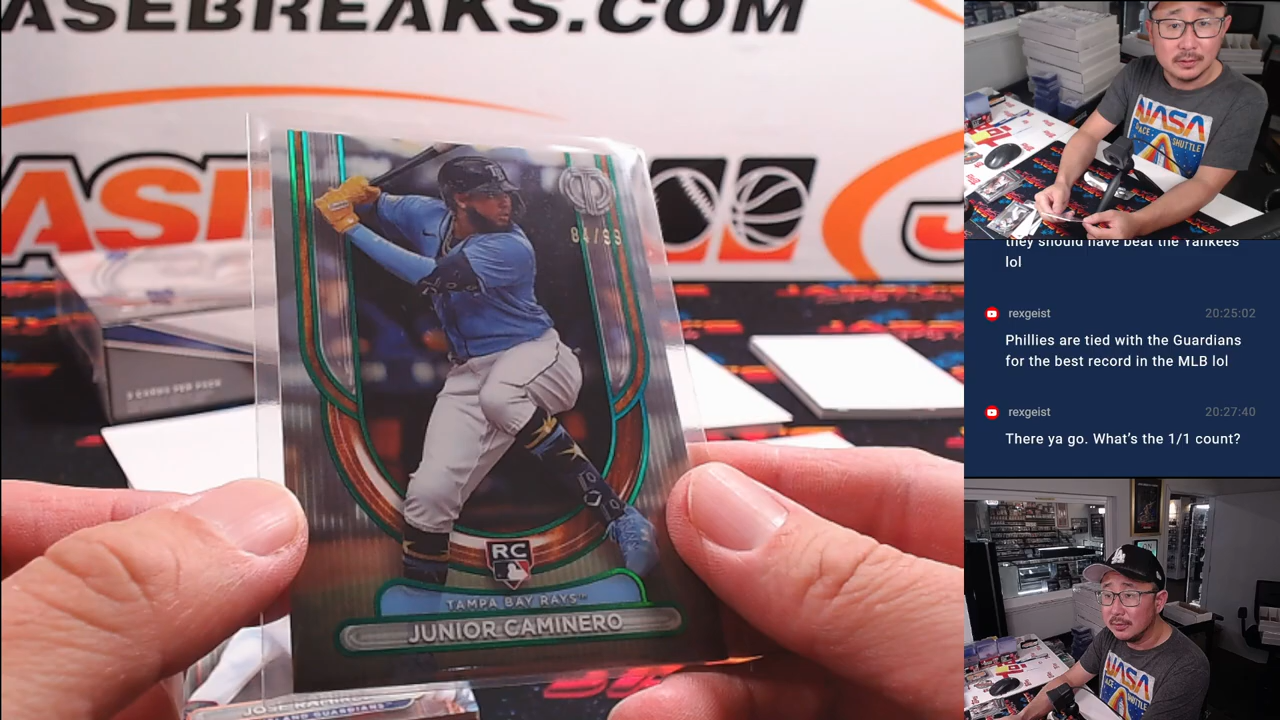 ASEBREAKS.COM
84/99
RC
TAMPA BAY RAYS™
JUNIOR CAMINERO
they should have beat the Yankees
lol
rexgeist 20:25:02
Phillies are tied with the Guardians
for the best record in the MLB lol
rexgeist 20:27:40
There ya go. What's the 1/1 count?
NASA
SHUTTLE
LA